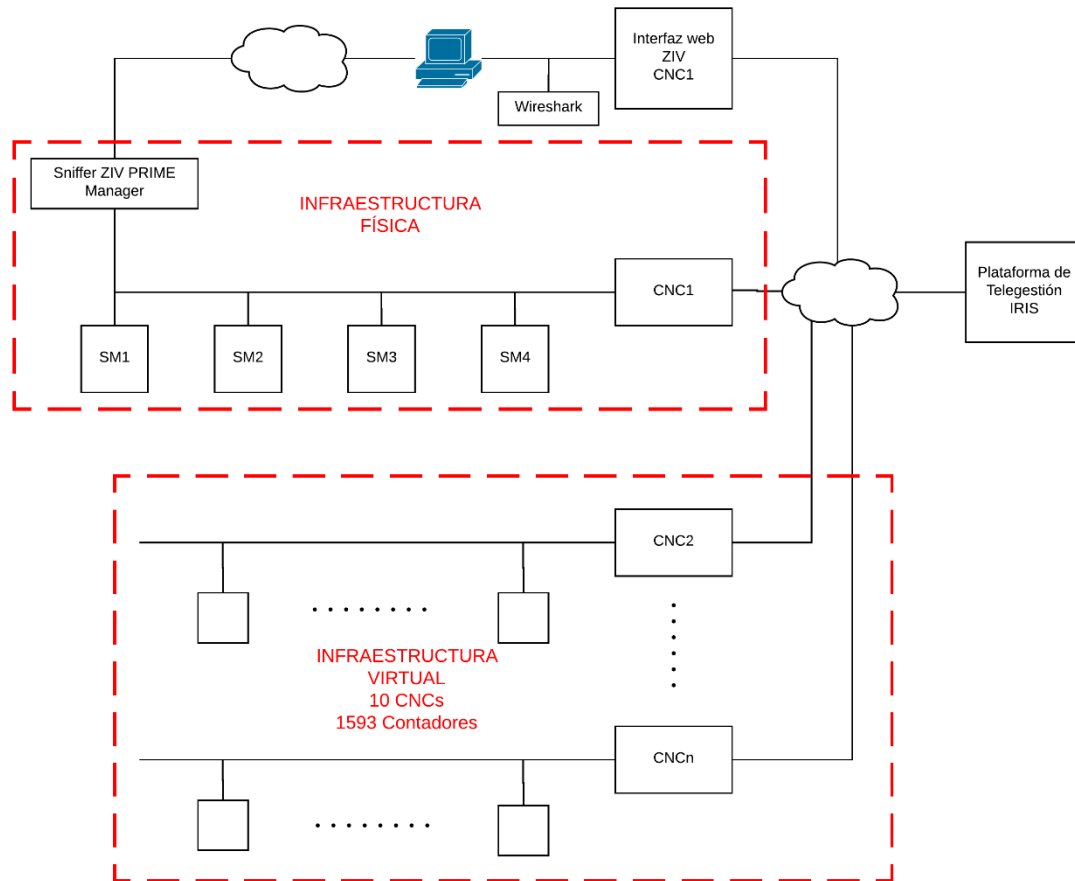 Interfaz web
ZIV
CNC1
Wireshark
Sniffer ZIV PRIME
Manager
INFRAESTRUCTURA
FÍSICA
CNC1
SM1
SM2
SM3
SM4
Plataforma de
Telegestión
IRIS
CNC2
INFRAESTRUCTURA
VIRTUAL
10 CNCs
1593 Contadores
CNCn